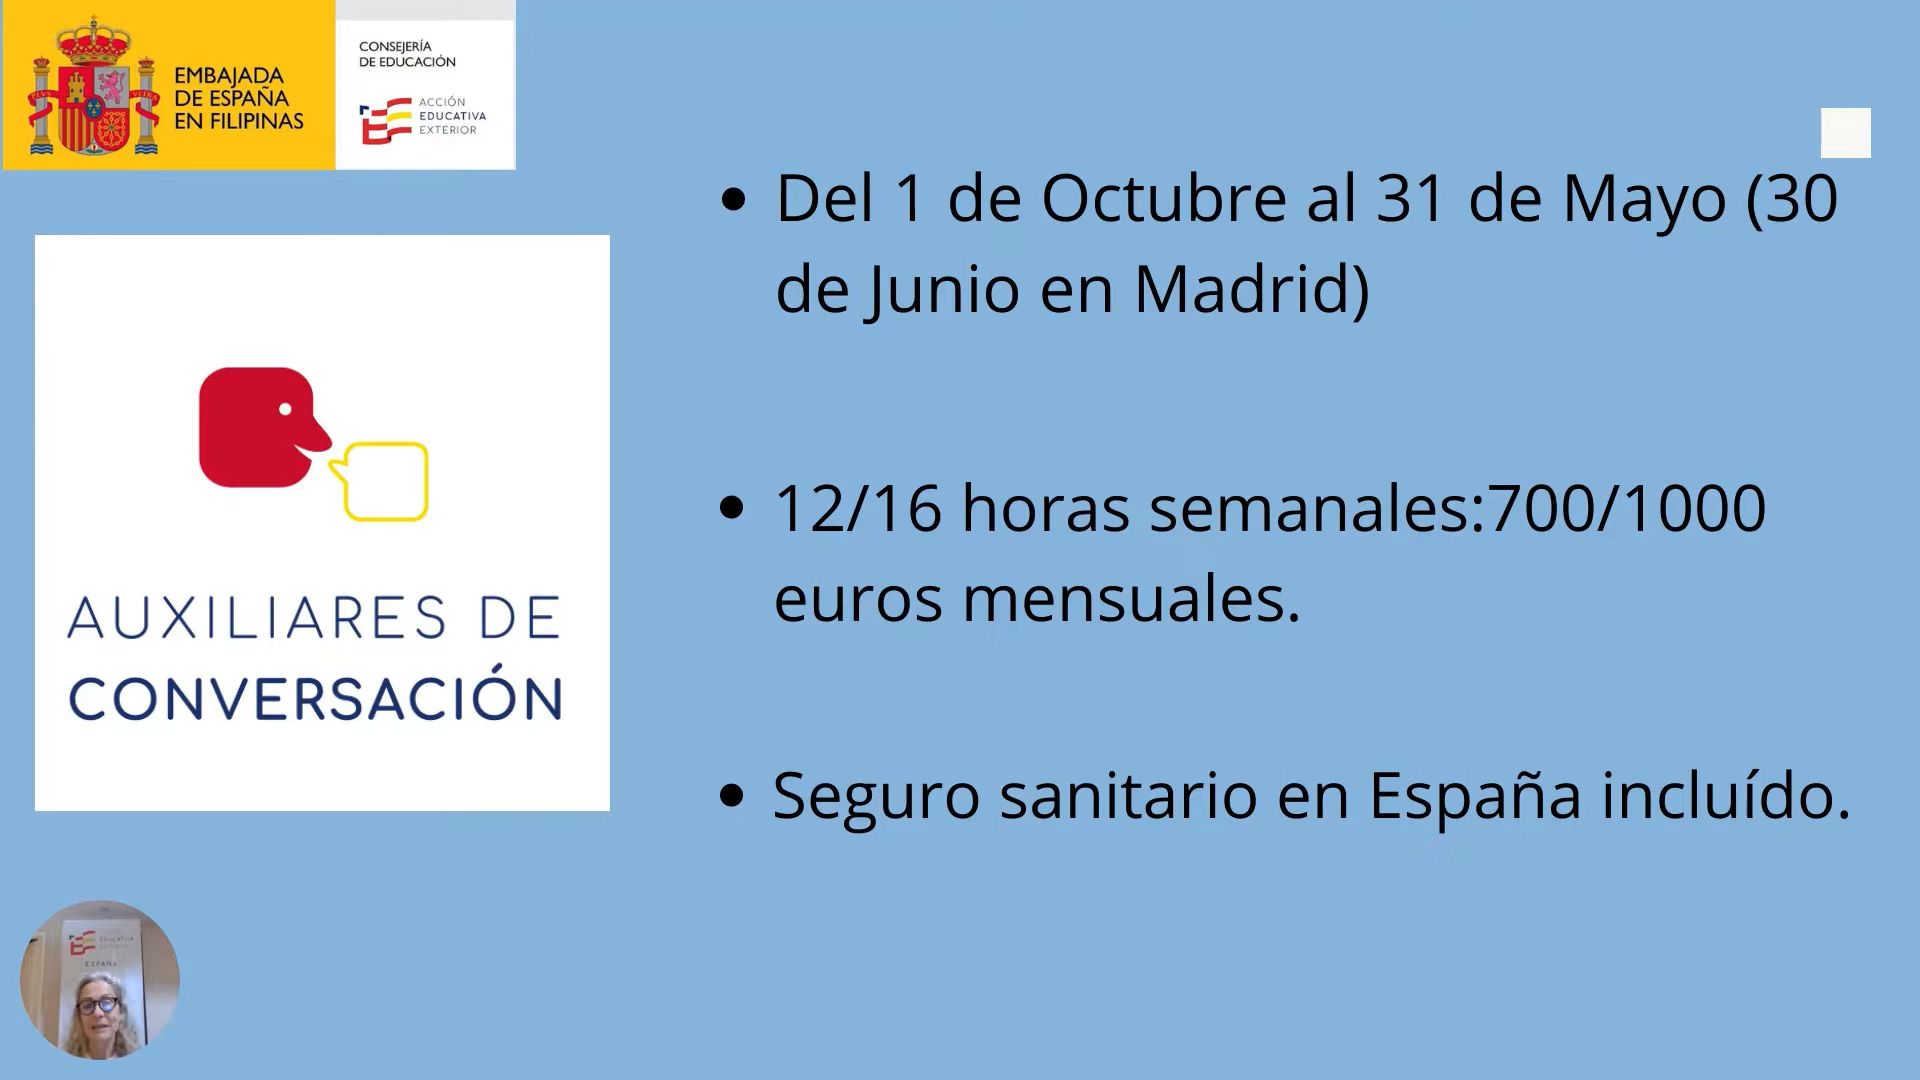 EMBAJADA
DE ESPAÑA
EN FILIPINAS
CONSEJERÍA
DE EDUCACIÓN
ACCIÓN
EDUCATIVA
EXTERIOR
Del 1 de Octubre al 31 de Mayo (30
de Junio en Madrid)
12/16 horas semanales:700/1000
euros mensuales.
Seguro sanitario en España incluído.
AUXILIARES DE
CONVERSACIÓN
EDUCATIVA
ESPAÑA